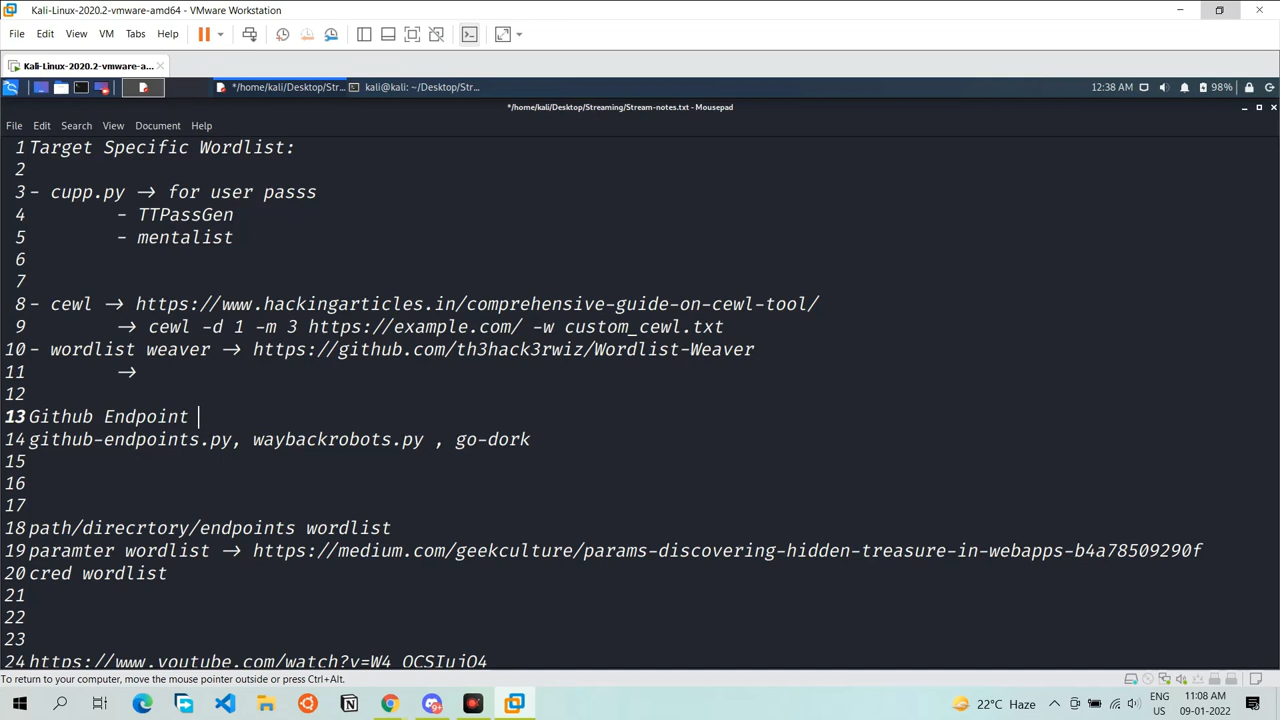 Kali-Linux-2020.2-vmware-amd64 - VMware Workstation
File Edit View VM Tabs Help
Kali-Linux-2020.2-vmware-a...
*/home/kali/Desktop/Str... kali@kali: ~/Desktop/Str... 12:38 AM 98%
*/home/kali/Desktop/Streaming/Stream-notes.txt - Mousepad
File Edit Search View Document Help
1 Target Specific Wordlist:
2
3 - cupp.py -> for user passs
4 - TTPassGen
5 - mentalist
6
7
8 - cewl -> https://www.hackingarticles.in/comprehensive-guide-on-cewl-tool/
9 -> cewl -d 1 -m 3 https://example.com/ -w custom_cewl.txt
10 - wordlist weaver -> https://github.com/th3hack3rwiz/Wordlist-Weaver
11 ->
12
13 Github Endpoint
14 github-endpoints.py, waybackrobots.py , go-dork
15
16
17
18 path/direcrtory/endpoints wordlist
19 paramter wordlist -> https://medium.com/geekculture/params-discovering-hidden-treasure-in-webapps-b4a78509290f
20 cred wordlist
21
22
23
24 https://www.youtube.com/watch?v=W4_OCSIujO4
To return to your computer, move the mouse pointer outside or press Ctrl+Alt.
9+ 22°C Haze ENG IN 11:08 AM 09-01-2022